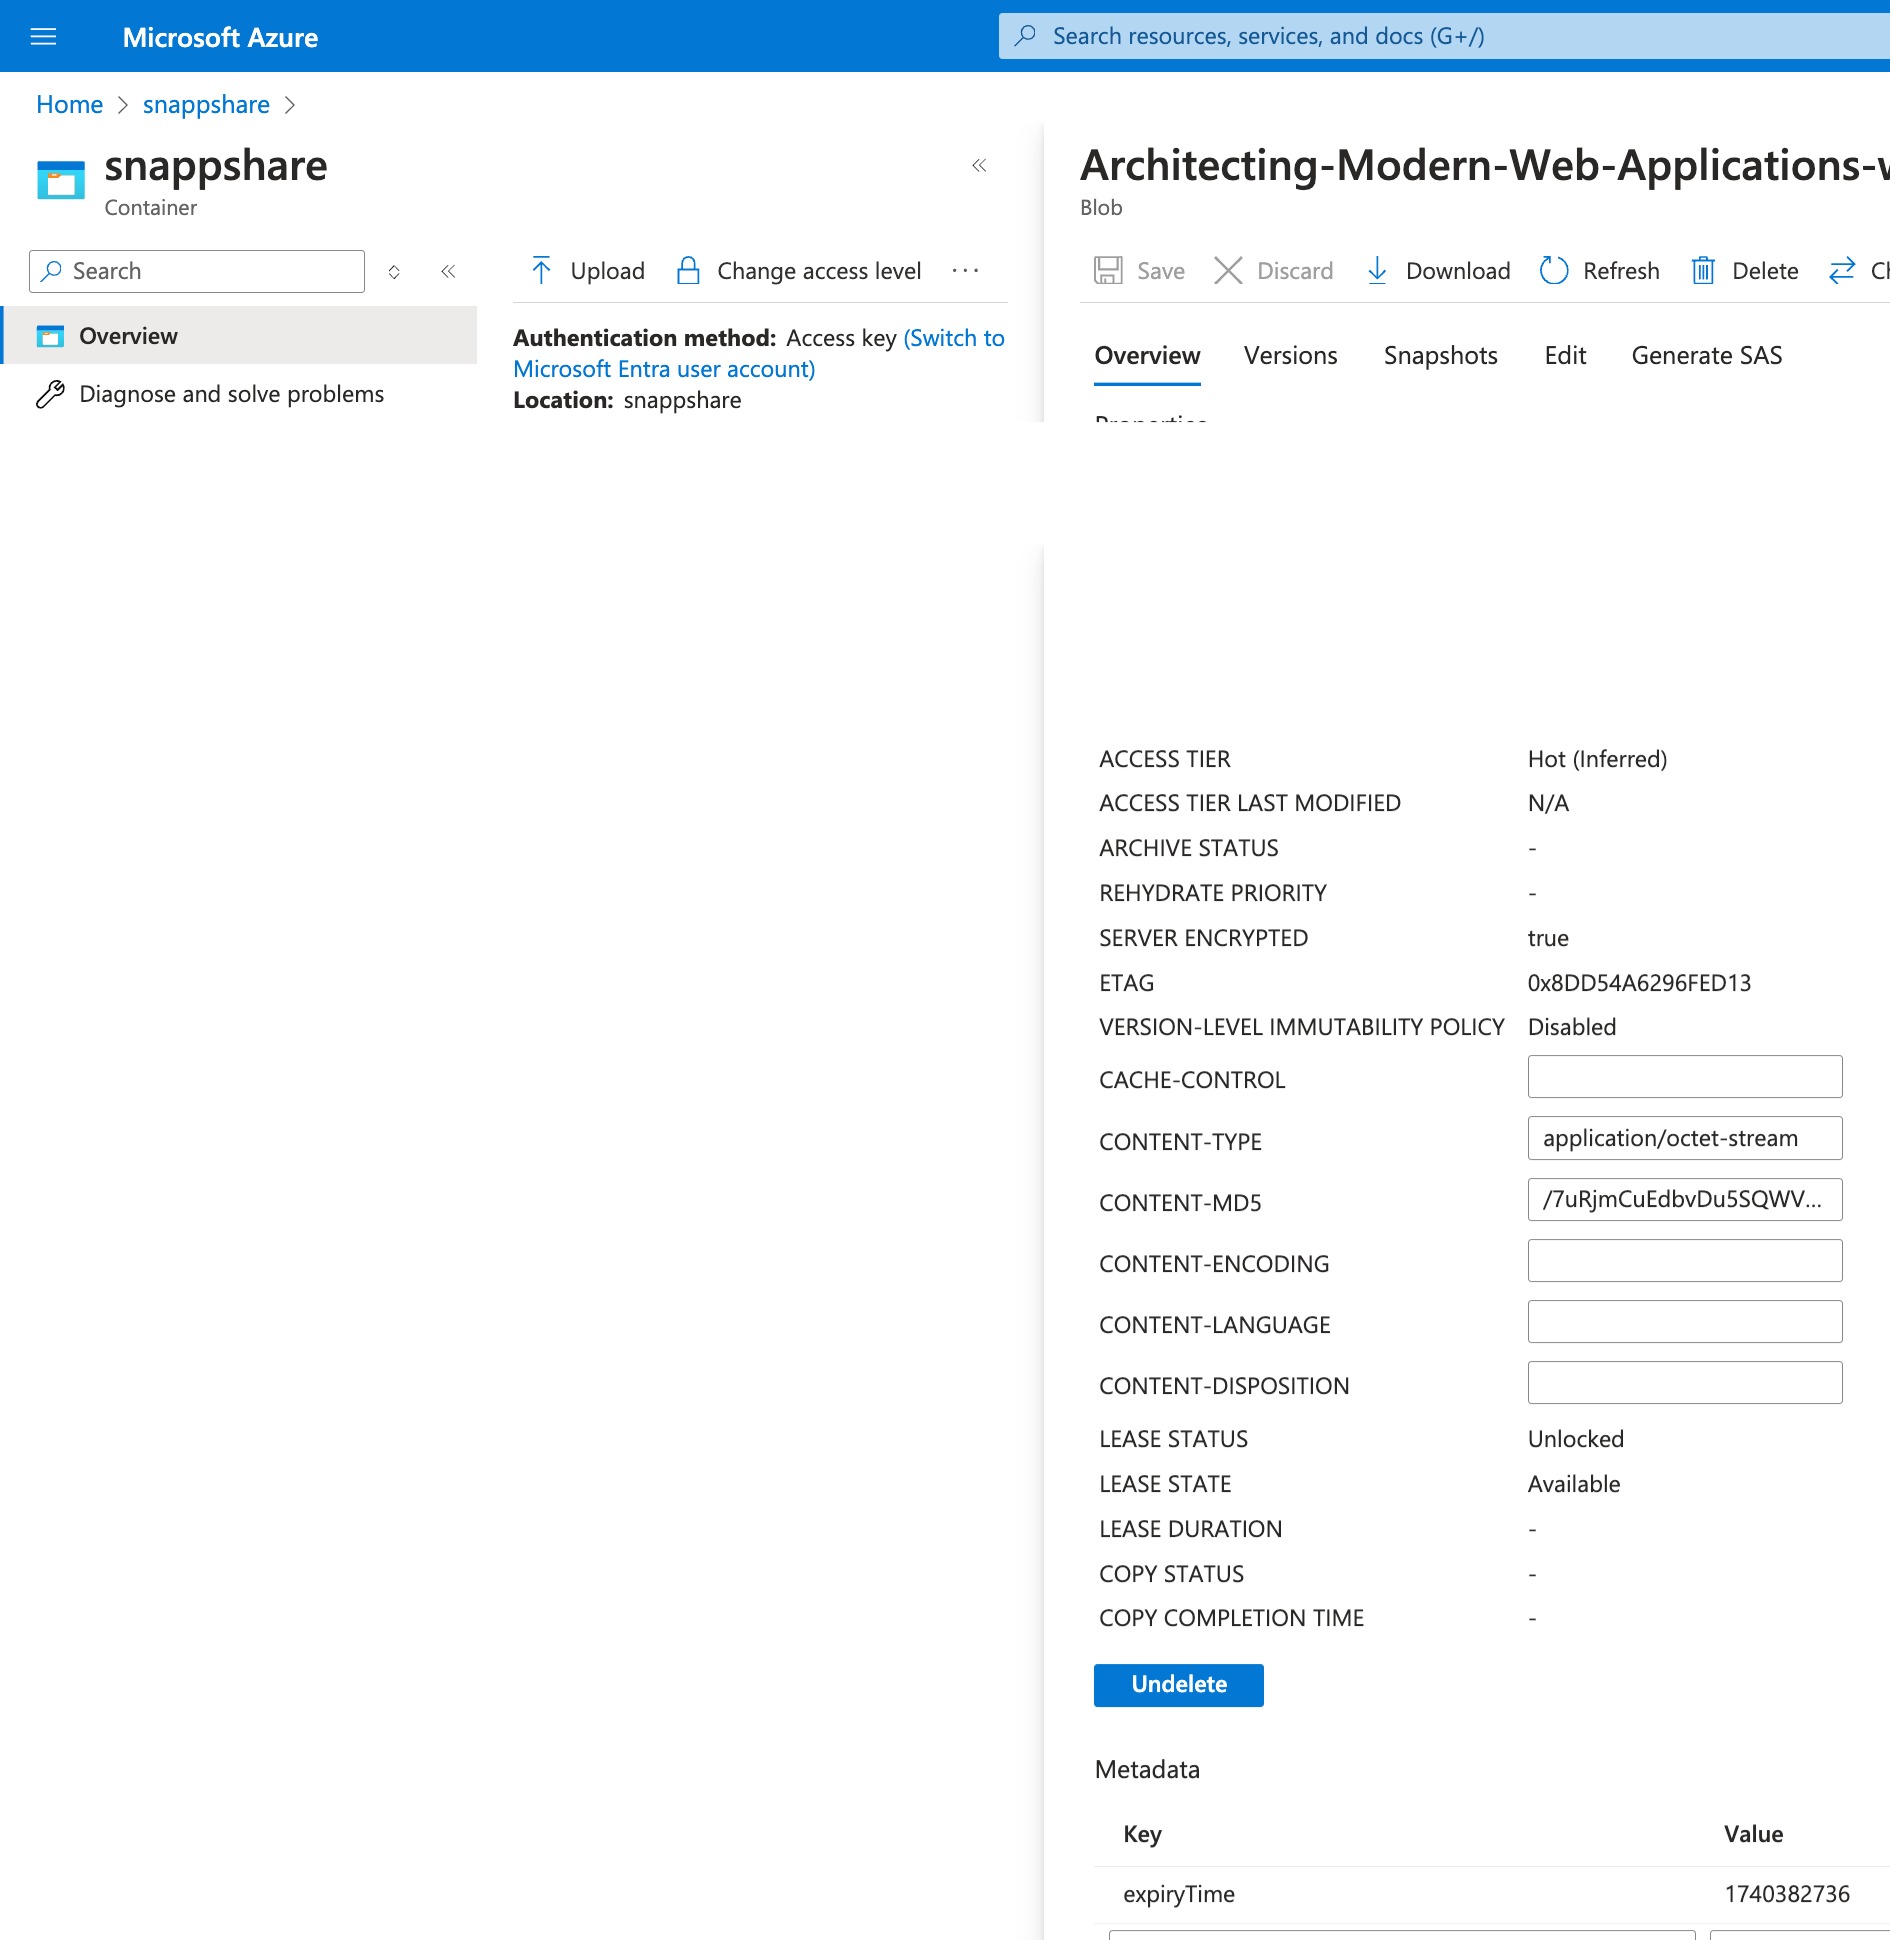 Microsoft Azure
Search resources, services, and docs (G+/)
Home > snappshare >
snappshare
Container
Search
Overview
Diagnose and solve problems
Upload
Change access level
Authentication method: Access key (Switch to
Microsoft Entra user account)
Location: snappshare
Architecting-Modern-Web-Applications-
Blob
Save
Discard
Download
Refresh
Delete
Overview
Versions
Snapshots
Edit
Generate SAS
Properties
ACCESS TIER Hot (Inferred)
ACCESS TIER LAST MODIFIED N/A
ARCHIVE STATUS -
REHYDRATE PRIORITY -
SERVER ENCRYPTED true
ETAG 0x8DD54A6296FED13
VERSION-LEVEL IMMUTABILITY POLICY Disabled
CACHE-CONTROL
CONTENT-TYPE application/octet-stream
CONTENT-MD5 /7uRjmCuEdbvDu5SQWV...
CONTENT-ENCODING
CONTENT-LANGUAGE
CONTENT-DISPOSITION
LEASE STATUS Unlocked
LEASE STATE Available
LEASE DURATION -
COPY STATUS -
COPY COMPLETION TIME -
Undelete
Metadata
Key Value
expiryTime 1740382736